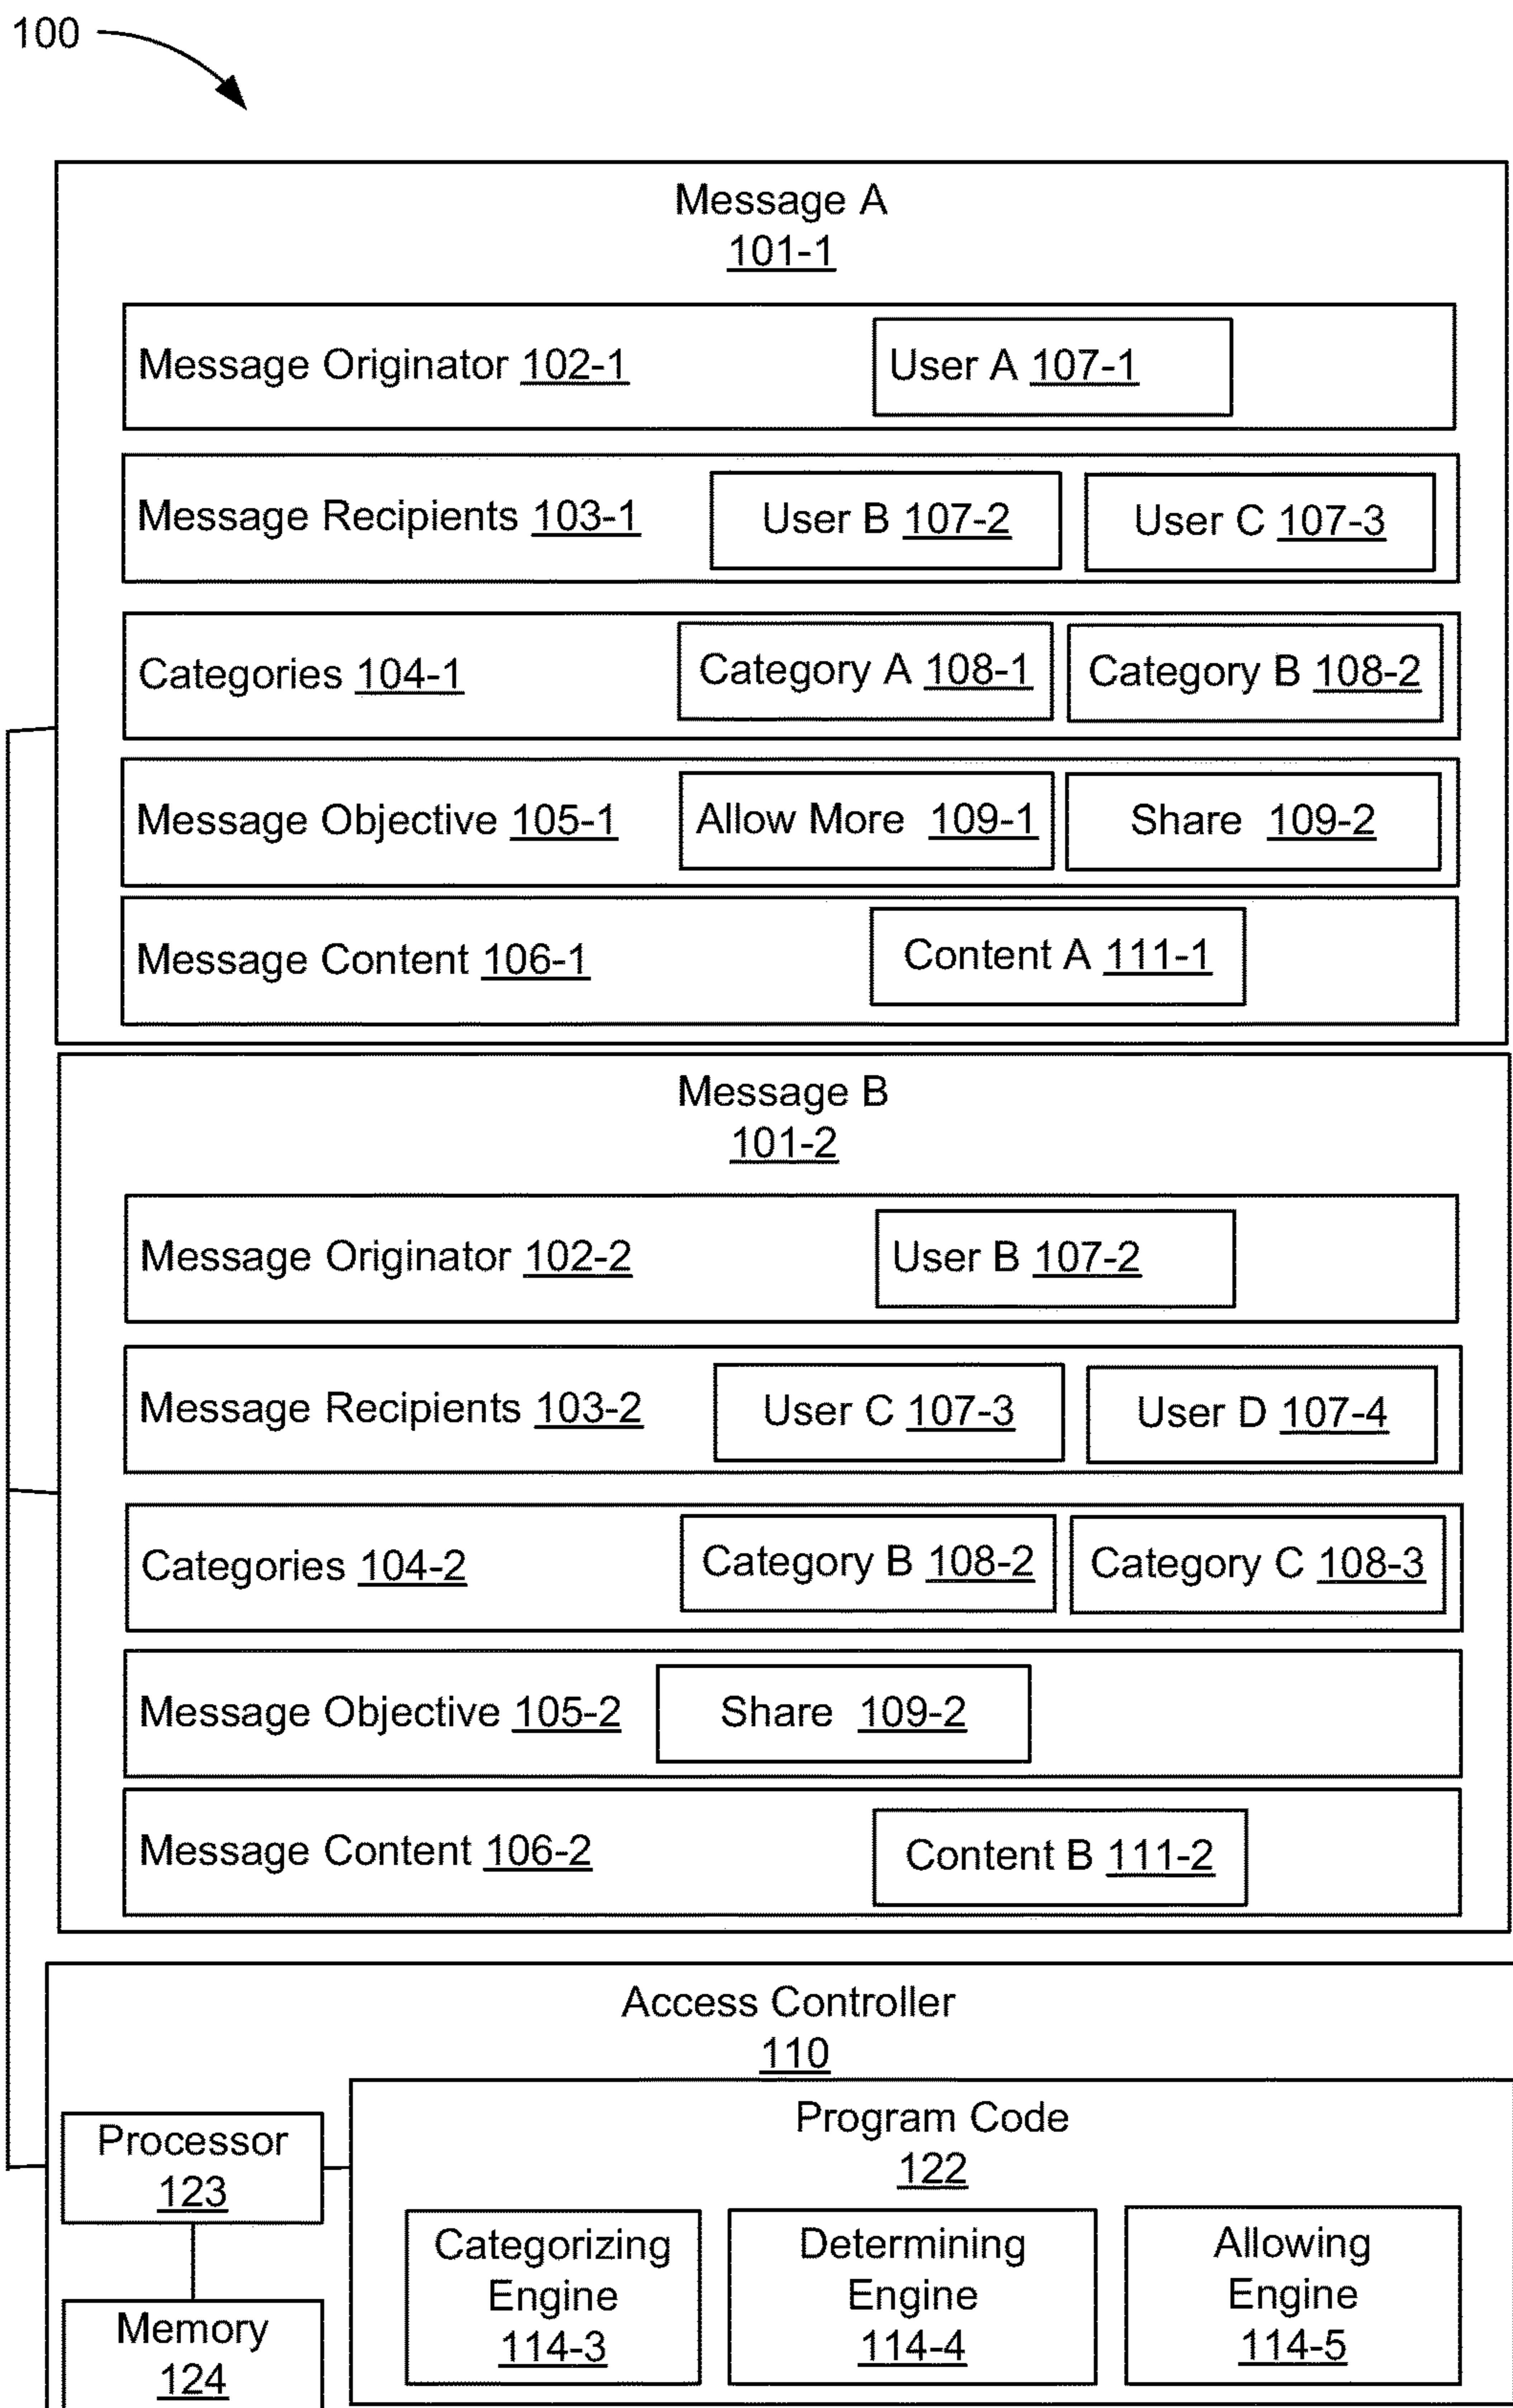 100
Message A
101-1
Message Originator 102-1 User A 107-1
Message Recipients 103-1 User B 107-2 User C 107-3
Categories 104-1 Category A 108-1 Category B 108-2
Message Objective 105-1 Allow More 109-1 Share 109-2
Message Content 106-1 Content A 111-1
Message B
101-2
Message Originator 102-2 User B 107-2
Message Recipients 103-2 User C 107-3 User D 107-4
Categories 104-2 Category B 108-2 Category C 108-3
Message Objective 105-2 Share 109-2
Message Content 106-2 Content B 111-2
Access Controller
110
Processor
123
Memory
124
Program Code
122
Categorizing
Engine
114-3
Determining
Engine
114-4
Allowing
Engine
114-5